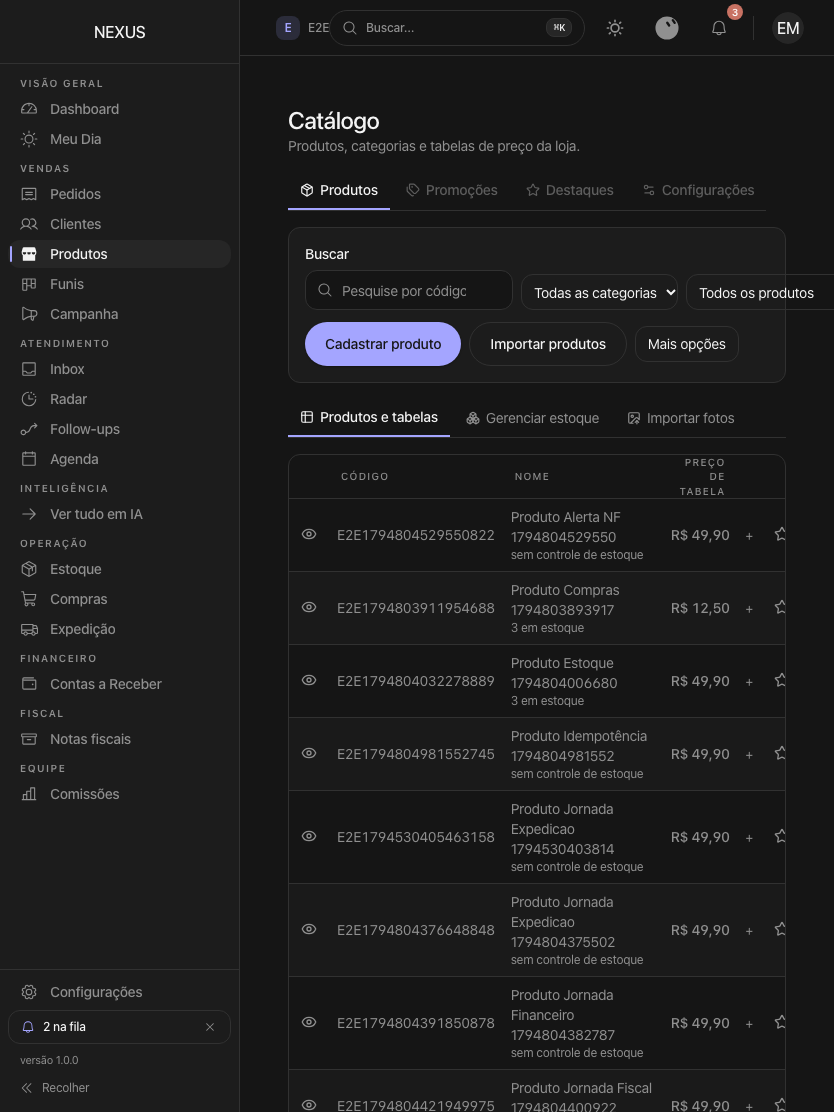 NEXUS
VISÃO GERAL
Dashboard
Meu Dia
VENDAS
Pedidos
Clientes
Produtos
Funis
Campanha
ATENDIMENTO
Inbox
Radar
Follow-ups
Agenda
INTELIGÊNCIA
Ver tudo em IA
OPERAÇÃO
Estoque
Compras
Expedição
FINANCEIRO
Contas a Receber
FISCAL
Notas fiscais
EQUIPE
Comissões
Configurações
2 na fila
versão 1.0.0
Recolher
E E2E Buscar... ⌘K 3 EM
Catálogo
Produtos, categorias e tabelas de preço da loja.
Produtos Promoções Destaques Configurações
Buscar
Pesquise por código Todas as categorias Todos os produtos
Cadastrar produto Importar produtos Mais opções
Produtos e tabelas Gerenciar estoque Importar fotos
CÓDIGO NOME PREÇO DE TABELA
E2E1794804529550822 Produto Alerta NF 1794804529550 sem controle de estoque R$ 49,90 +
E2E1794803911954688 Produto Compras 1794803893917 3 em estoque R$ 12,50 +
E2E1794804032278889 Produto Estoque 1794804006680 3 em estoque R$ 49,90 +
E2E1794804981552745 Produto Idempotência 1794804981552 sem controle de estoque R$ 49,90 +
E2E1794530405463158 Produto Jornada Expedicao 1794530403814 sem controle de estoque R$ 49,90 +
E2E1794804376648848 Produto Jornada Expedicao 1794804375502 sem controle de estoque R$ 49,90 +
E2E1794804391850878 Produto Jornada Financeiro 1794804382787 sem controle de estoque R$ 49,90 +
E2E1794804421949975 Produto Jornada Fiscal 1794804400922 R$ 49,90 +